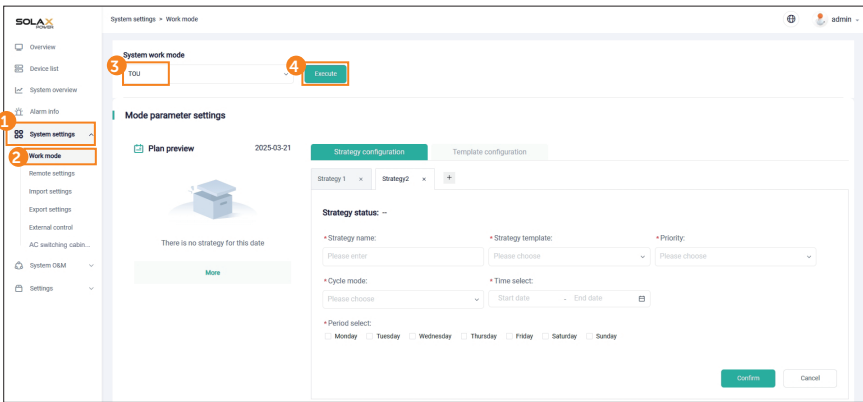 SOLAX
POWER
System settings > Work mode
admin
Overview
Device list
System overview
Alarm info
1
System settings
2
Work mode
Remote settings
Import settings
Export settings
External control
AC switching cabin...
System O&M
Settings
System work mode
3
TOU
4
Execute
Mode parameter settings
Plan preview 2025-03-21
There is no strategy for this date
More
Strategy configuration Template configuration
Strategy 1 × Strategy2 × +
Strategy status: --
* Strategy name: * Strategy template: * Priority:
Please enter Please choose Please choose
* Cycle mode: * Time select:
Please choose Start date - End date
* Period select:
Monday Tuesday Wednesday Thursday Friday Saturday Sunday
Confirm Cancel